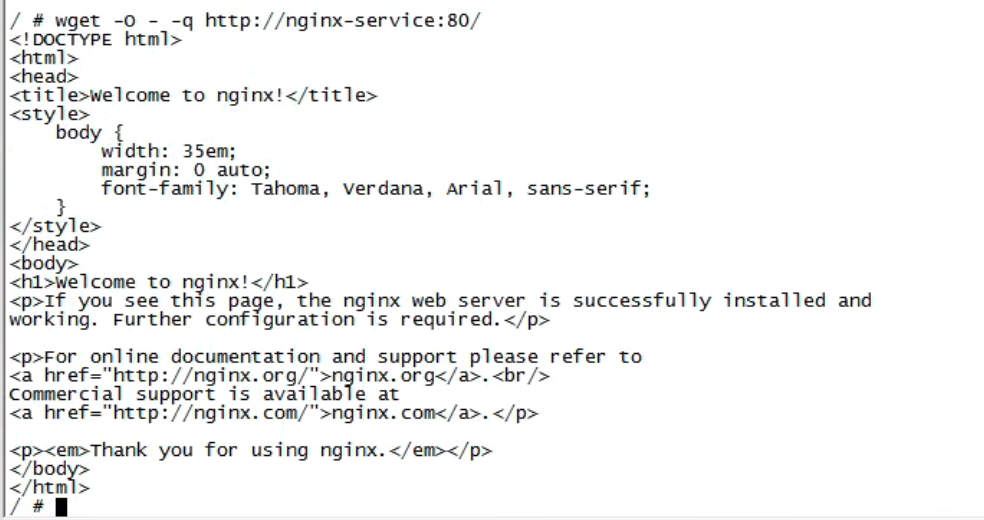 / # wget -O - -q http://nginx-service:80/
<!DOCTYPE html>
<html>
<head>
<title>Welcome to nginx!</title>
<style>
    body {
        width: 35em;
        margin: 0 auto;
        font-family: Tahoma, Verdana, Arial, sans-serif;
    }
</style>
</head>
<body>
<h1>Welcome to nginx!</h1>
<p>If you see this page, the nginx web server is successfully installed and
working. Further configuration is required.</p>

<p>For online documentation and support please refer to
<a href="http://nginx.org/">nginx.org</a>.<br/>
Commercial support is available at
<a href="http://nginx.com/">nginx.com</a>.</p>

<p><em>Thank you for using nginx.</em></p>
</body>
</html>
/ #